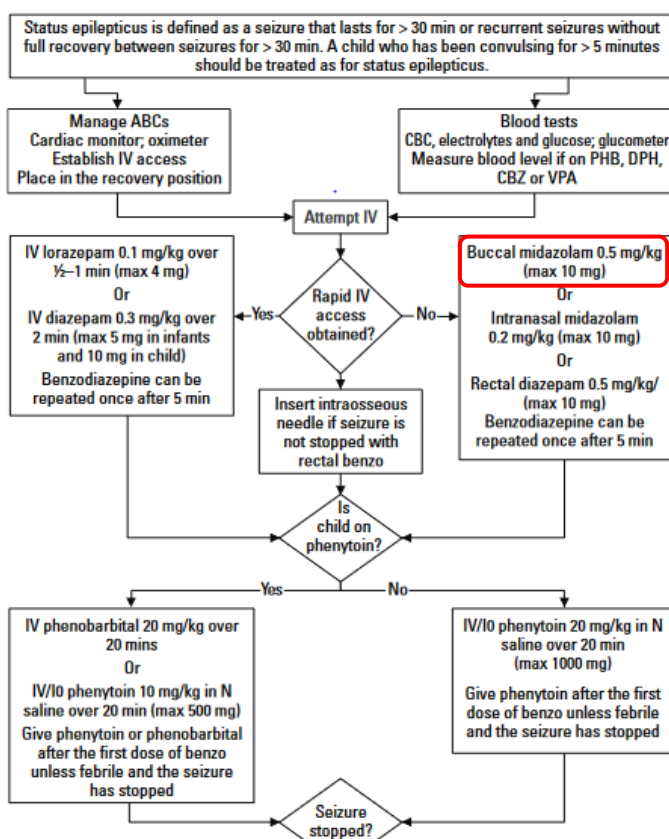 Status epilepticus is defined as a seizure that lasts for > 30 min or recurrent seizures without
full recovery between seizures for > 30 min. A child who has been convulsing for > 5 minutes
should be treated as for status epilepticus.
Manage ABCs
Cardiac monitor; oximeter
Establish IV access
Place in the recovery position
Blood tests
CBC, electrolytes and glucose; glucometer
Measure blood level if on PHB, DPH,
CBZ or VPA
Attempt IV
IV lorazepam 0.1 mg/kg over
½–1 min (max 4 mg)
Or
IV diazepam 0.3 mg/kg over
2 min (max 5 mg in infants
and 10 mg in child)
Benzodiazepine can be
repeated once after 5 min
Yes
Rapid IV
access
obtained?
No
Buccal midazolam 0.5 mg/kg
(max 10 mg)
Or
Intranasal midazolam
0.2 mg/kg (max 10 mg)
Or
Rectal diazepam 0.5 mg/kg/
(max 10 mg)
Benzodiazepine can be
repeated once after 5 min
Insert intraosseous
needle if seizure is
not stopped with
rectal benzo
Is
child on
phenytoin?
Yes
No
IV phenobarbital 20 mg/kg over
20 mins
Or
IV/I0 phenytoin 10 mg/kg in N
saline over 20 min (max 500 mg)
Give phenytoin or phenobarbital
after the first dose of benzo
unless febrile and the seizure
has stopped
IV/I0 phenytoin 20 mg/kg in N
saline over 20 min
(max 1000 mg)
Give phenytoin after the first
dose of benzo unless febrile
and the seizure has stopped
Seizure
stopped?